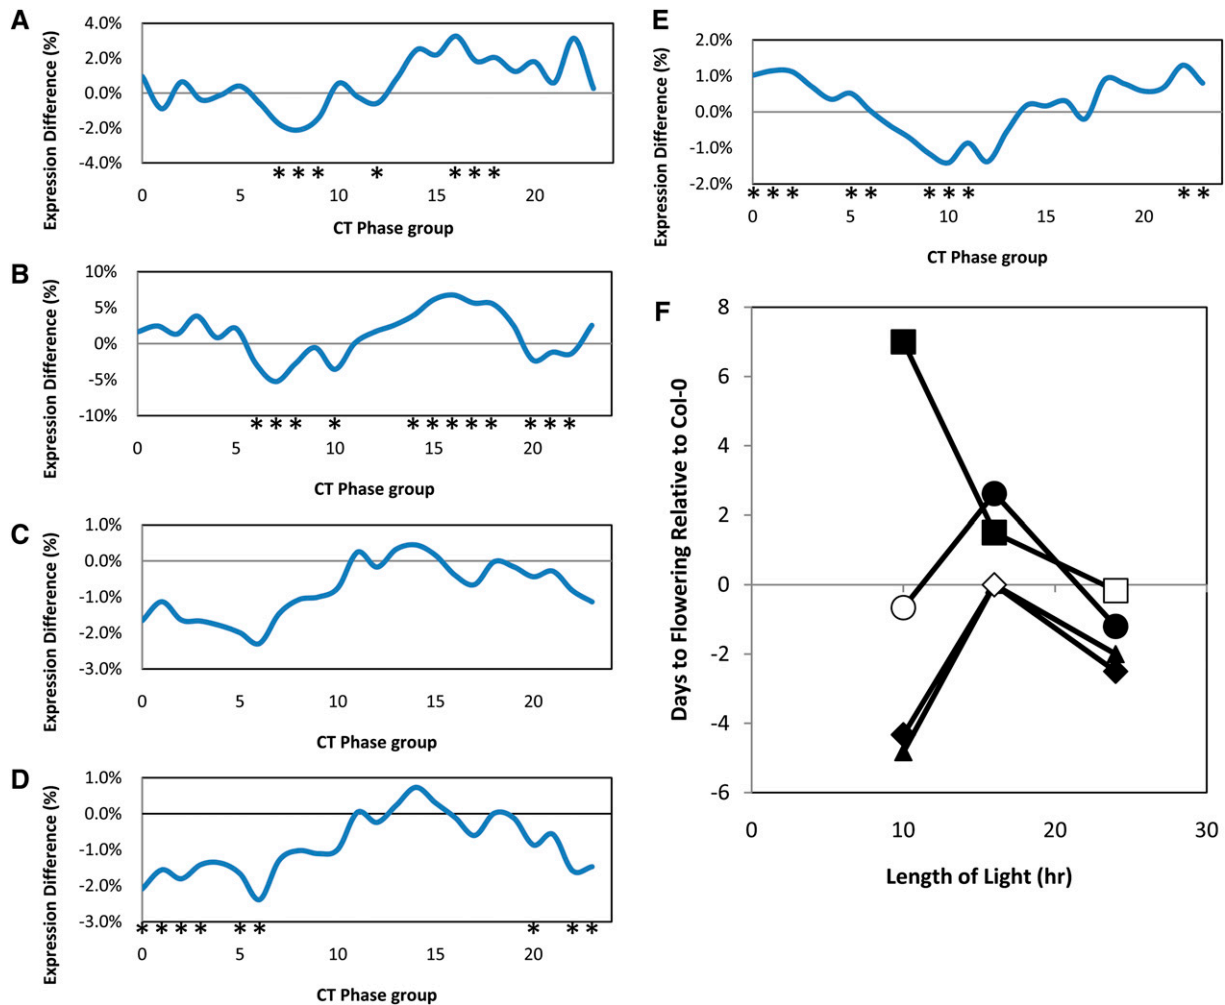 A
Expression Difference (%)
4.0%
2.0%
0.0%
-2.0%
-4.0%
* * * * * * *
0 5 10 15 20
CT Phase group
B
Expression Difference (%)
10%
5%
0%
-5%
-10%
* * * * * * * * * * * *
0 5 10 15 20
CT Phase group
C
Expression Difference (%)
1.0%
0.0%
-1.0%
-2.0%
-3.0%
0 5 10 15 20
CT Phase group
D
Expression Difference (%)
1.0%
0.0%
-1.0%
-2.0%
-3.0%
* * * * * * * * *
0 5 10 15 20
CT Phase group
E
Expression Difference (%)
2.0%
1.0%
0.0%
-1.0%
-2.0%
* * * * * * * * * *
0 5 10 15 20
CT Phase group
F
Days to Flowering Relative to Col-0
8
6
4
2
0
-2
-4
-6
0 10 20 30
Length of Light (hr)